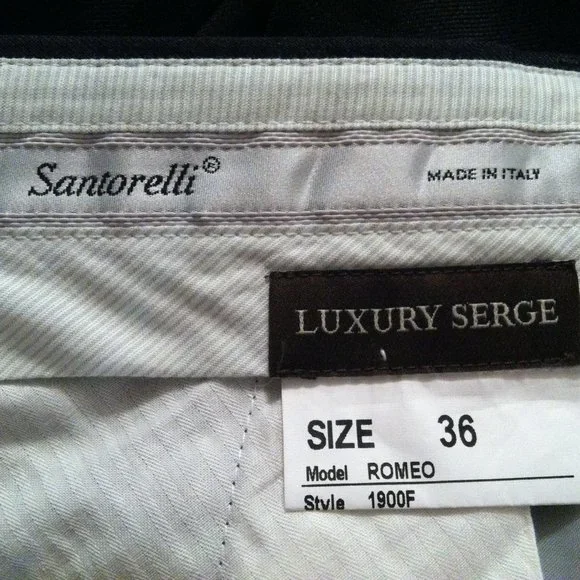 Santorelli® MADE IN ITALY
LUXURY SERGE
SIZE 36
Model ROMEO
Style 1900F